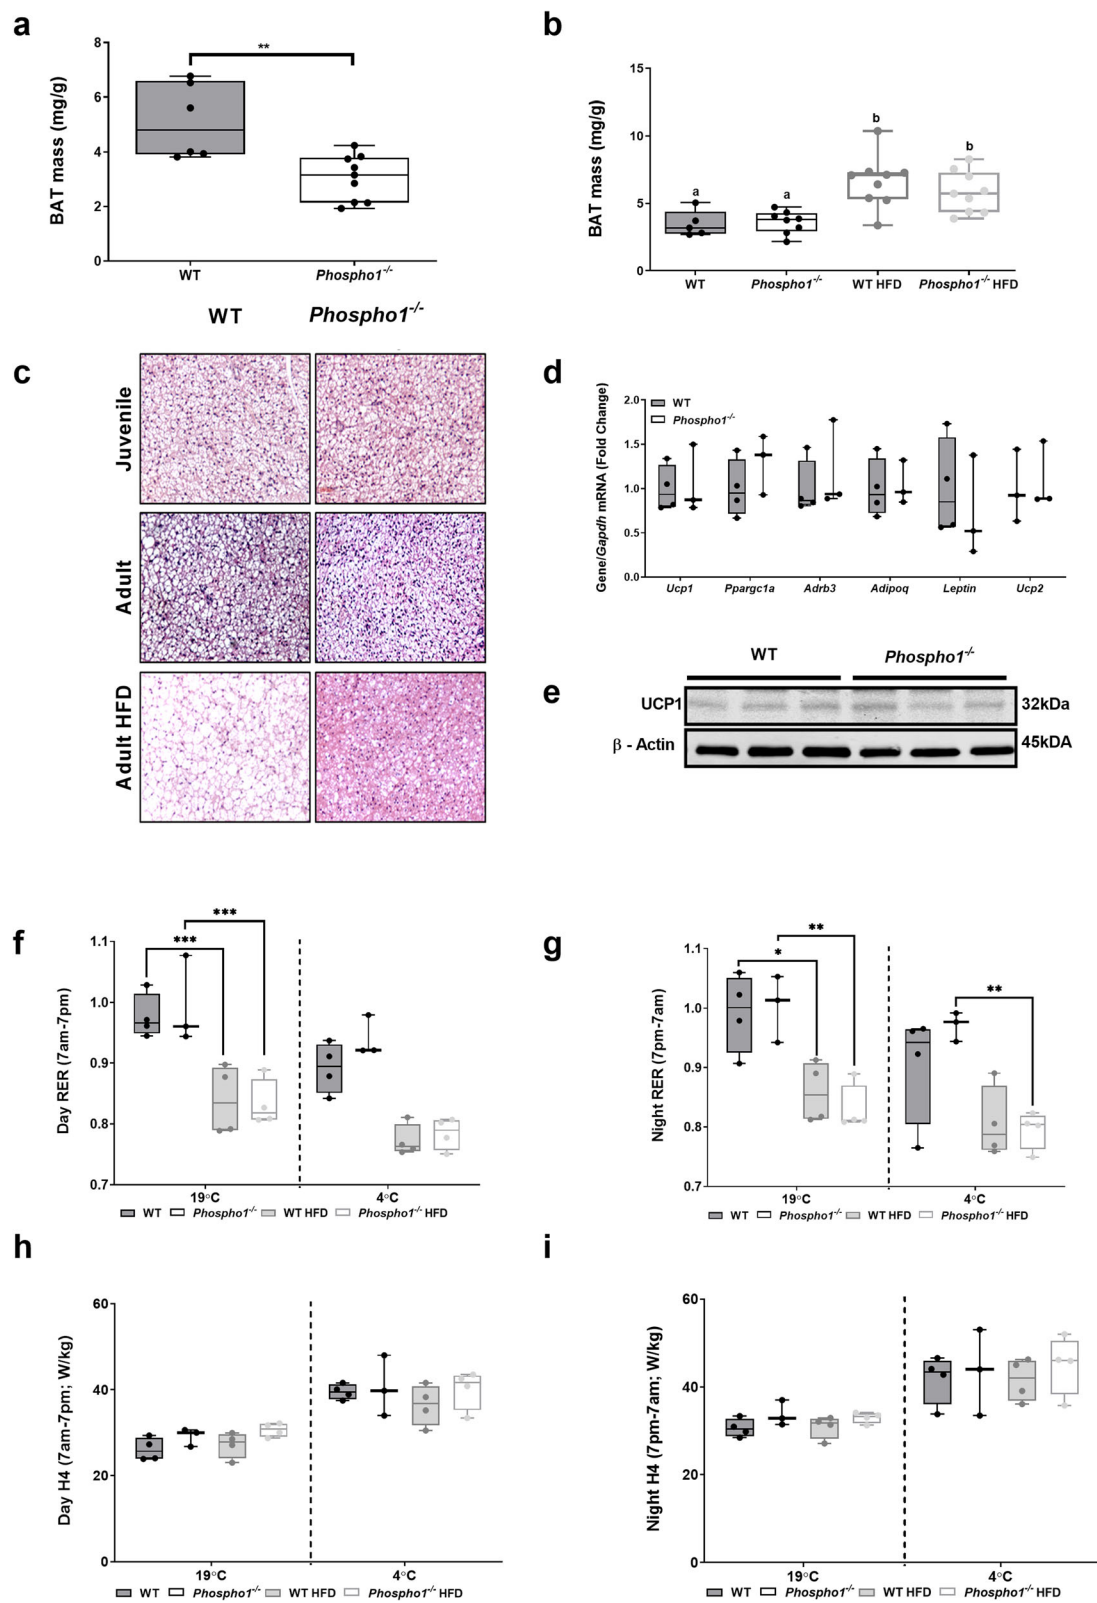 a
BAT mass (mg/g)
8
6
4
2
0
**
WT
Phospho1-/-
b
BAT mass (mg/g)
15
10
5
0
a
a
b
b
WT
Phospho1-/-
WT HFD
Phospho1-/- HFD
c
WT
Phospho1-/-
Juvenile
Adult
Adult HFD
d
Gene/Gapdh mRNA (Fold Change)
WT
Phospho1-/-
2.0
1.5
1.0
0.5
0.0
Ucp1
Ppargc1a
Adrb3
Adipoq
Leptin
Ucp2
e
WT
Phospho1-/-
UCP1
32kDa
β - Actin
45kDA
f
Day RER (7am-7pm)
1.1
1.0
0.9
0.8
0.7
***
***
19°C
4°C
WT Phospho1-/- WT HFD Phospho1-/- HFD
g
Night RER (7pm-7am)
1.1
1.0
0.9
0.8
0.7
*
**
**
19°C
4°C
WT Phospho1-/- WT HFD Phospho1-/- HFD
h
Day H4 (7am-7pm; W/kg)
60
40
20
0
19°C
4°C
WT Phospho1-/- WT HFD Phospho1-/- HFD
i
Night H4 (7pm-7am; W/kg)
60
40
20
0
19°C
4°C
WT Phospho1-/- WT HFD Phospho1-/- HFD